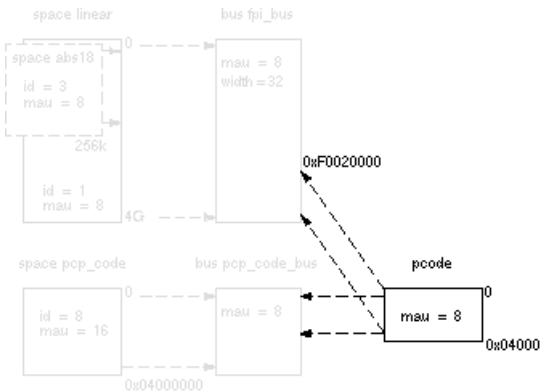 space linear
bus fpi_bus
0
space abs18
id = 3
mau = 8
mau = 8
width = 32
256k
0xF0020000
id = 1
mau = 8
4G
space pcp_code
bus pcp_code_bus
pcode
0
0
id = 8
mau = 16
mau = 8
mau = 8
0x04000
0x04000000